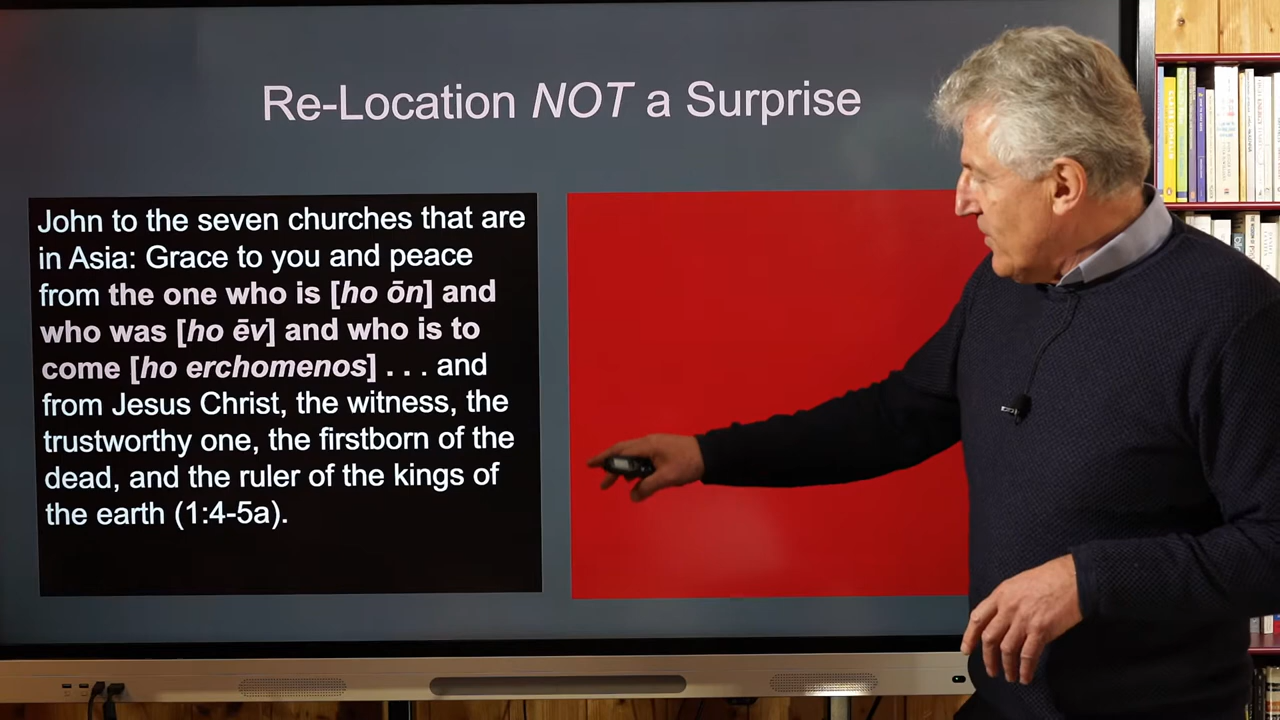 Re-Location NOT a Surprise
John to the seven churches that are
in Asia: Grace to you and peace
from the one who is [ho ōn] and
who was [ho ēv] and who is to
come [ho erchomenos] . . . and
from Jesus Christ, the witness, the
trustworthy one, the firstborn of the
dead, and the ruler of the kings of
the earth (1:4-5a).